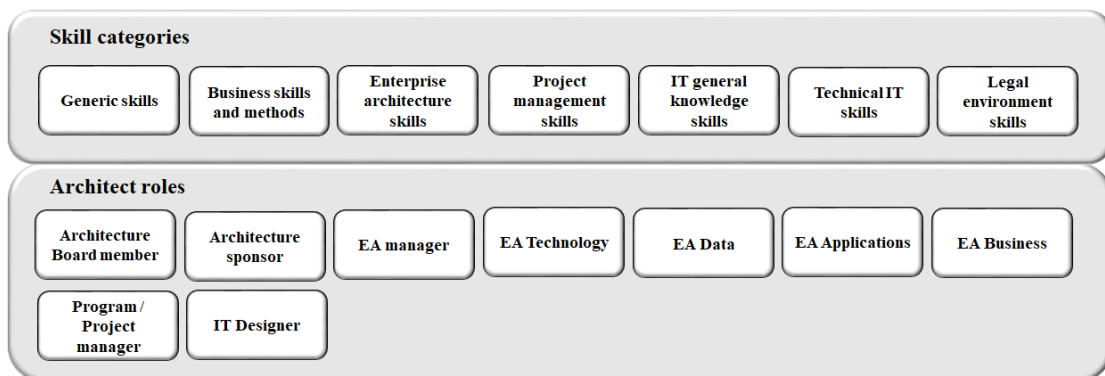 Skill categories
Generic skills
Business skills
and methods
Enterprise
architecture
skills
Project
management
skills
IT general
knowledge
skills
Technical IT
skills
Legal
environment
skills
Architect roles
Architecture
Board member
Architecture
sponsor
EA manager
EA Technology
EA Data
EA Applications
EA Business
Program /
Project
manager
IT Designer